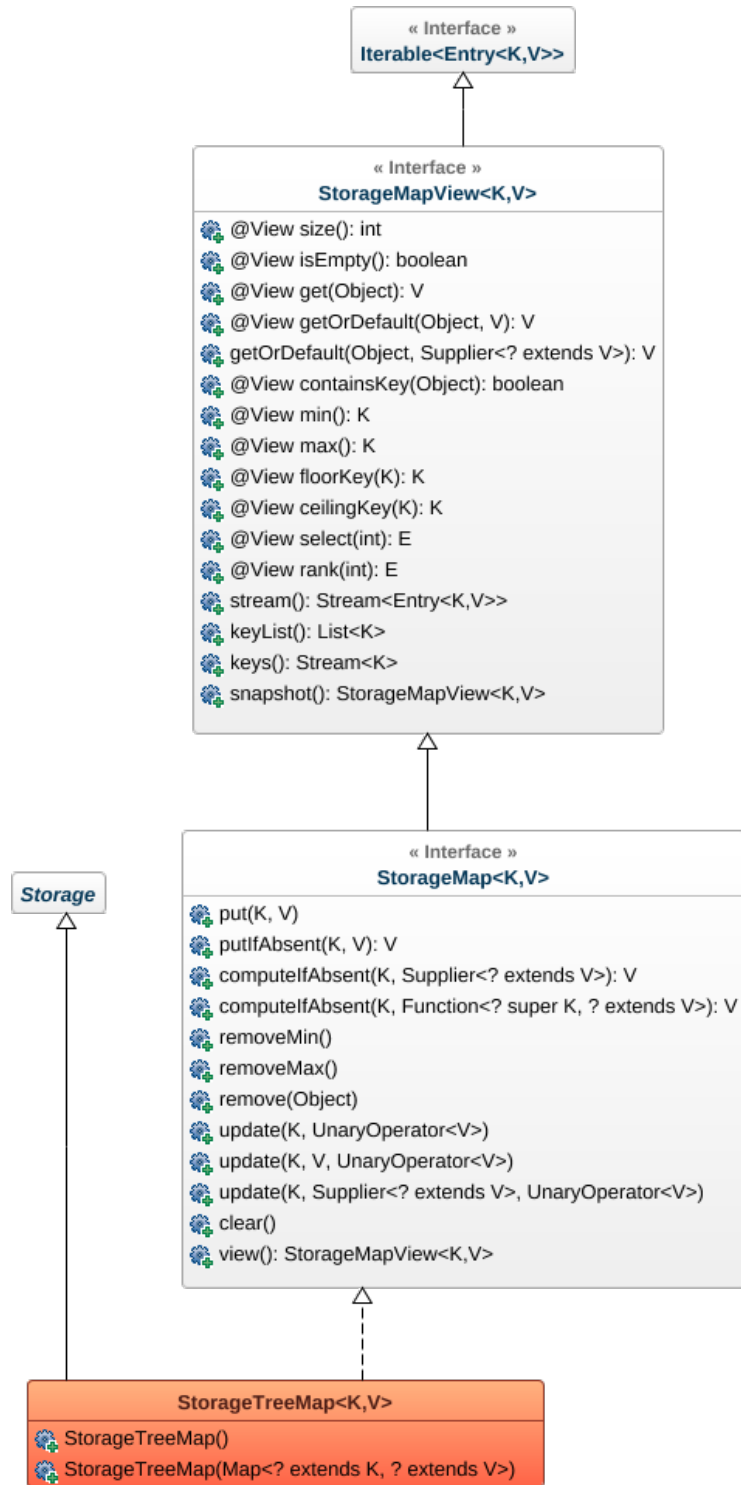 « Interface »
Iterable<Entry<K,V>>
« Interface »
StorageMapView<K,V>
@View size(): int
@View isEmpty(): boolean
@View get(Object): V
@View getOrDefault(Object, V): V
getOrDefault(Object, Supplier<? extends V>): V
@View containsKey(Object): boolean
@View min(): K
@View max(): K
@View floorKey(K): K
@View ceilingKey(K): K
@View select(int): E
@View rank(int): E
stream(): Stream<Entry<K,V>>
keyList(): List<K>
keys(): Stream<K>
snapshot(): StorageMapView<K,V>
« Interface »
StorageMap<K,V>
Storage
put(K, V)
putIfAbsent(K, V): V
computeIfAbsent(K, Supplier<? extends V>): V
computeIfAbsent(K, Function<? super K, ? extends V>): V
removeMin()
removeMax()
remove(Object)
update(K, UnaryOperator<V>)
update(K, V, UnaryOperator<V>)
update(K, Supplier<? extends V>, UnaryOperator<V>)
clear()
view(): StorageMapView<K,V>
StorageTreeMap<K,V>
StorageTreeMap()
StorageTreeMap(Map<? extends K, ? extends V>)